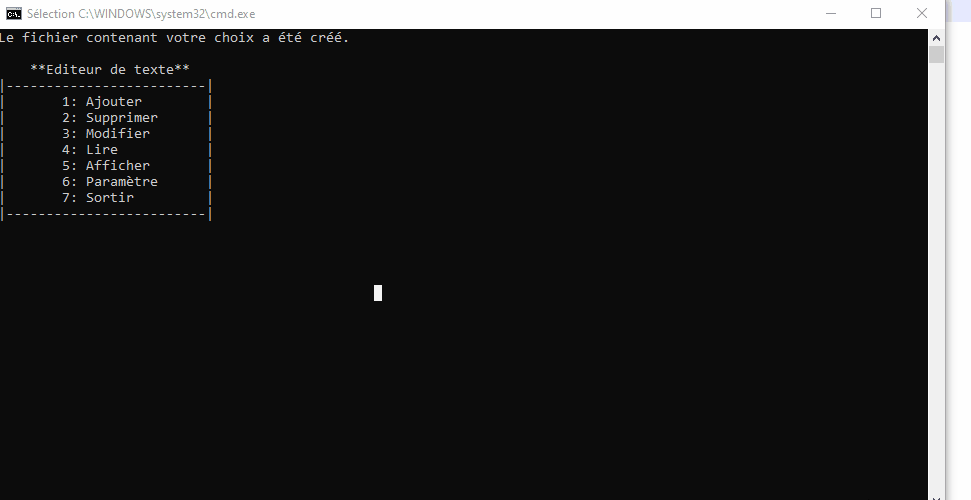 Sélection C:\WINDOWS\system32\cmd.exe
Le fichier contenant votre choix a été créé.
**Editeur de texte**
|-------------------------|
| 1: Ajouter |
| 2: Supprimer |
| 3: Modifier |
| 4: Lire |
| 5: Afficher |
| 6: Paramètre |
| 7: Sortir |
|-------------------------|